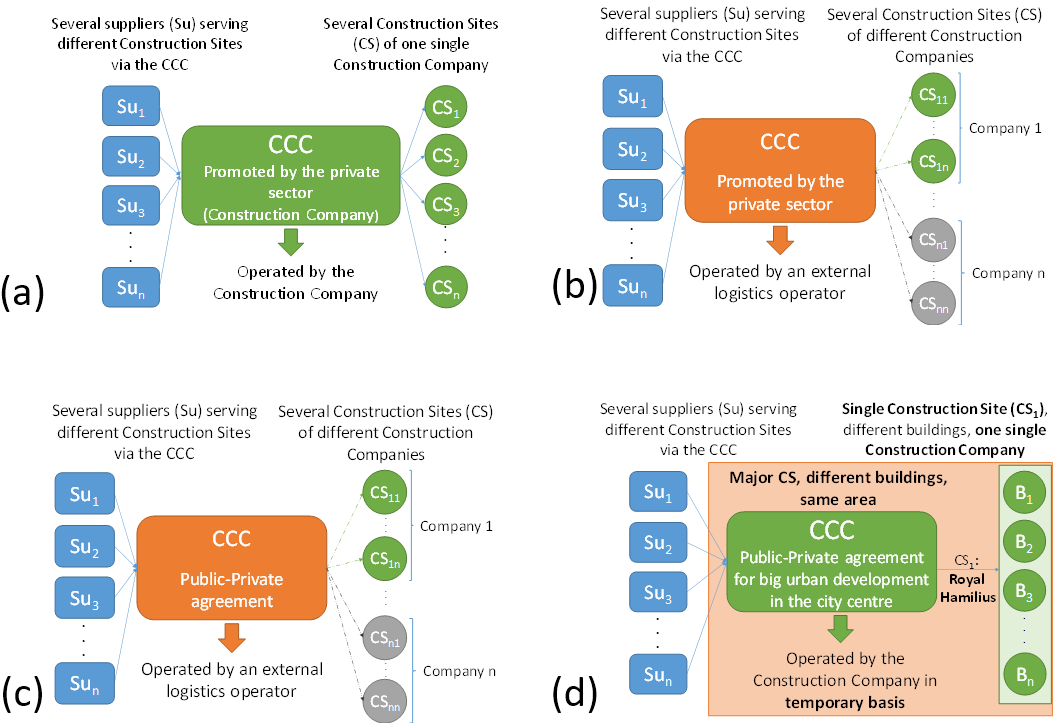 Several suppliers (Su) serving
different Construction Sites
via the CCC
Several Construction Sites
(CS) of one single
Construction Company
Su1
Su2
Su3
Sun
CCC
Promoted by the private
sector
(Construction Company)
CS1
CS2
CS3
CSn
Operated by the
Construction Company
(a)
Several suppliers (Su) serving
different Construction Sites
via the CCC
Several Construction Sites (CS)
of different Construction
Companies
Su1
Su2
Su3
Sun
CCC
Promoted by the
private sector
CS11
CS1n
Company 1
CSn1
CSnn
Company n
Operated by an external
logistics operator
(b)
Several suppliers (Su) serving
different Construction Sites
via the CCC
Several Construction Sites (CS)
of different Construction
Companies
Su1
Su2
Su3
Sun
CCC
Public-Private
agreement
CS11
CS1n
Company 1
CSn1
CSnn
Company n
Operated by an external
logistics operator
(c)
Several suppliers (Su) serving
different Construction Sites
via the CCC
Single Construction Site (CS1),
different buildings, one single
Construction Company
Major CS, different buildings,
same area
Su1
Su2
Su3
Sun
CCC
Public-Private agreement
for big urban development
in the city centre
CS1:
Royal
Hamilius
B1
B2
B3
Bn
Operated by the
Construction Company in
temporary basis
(d)